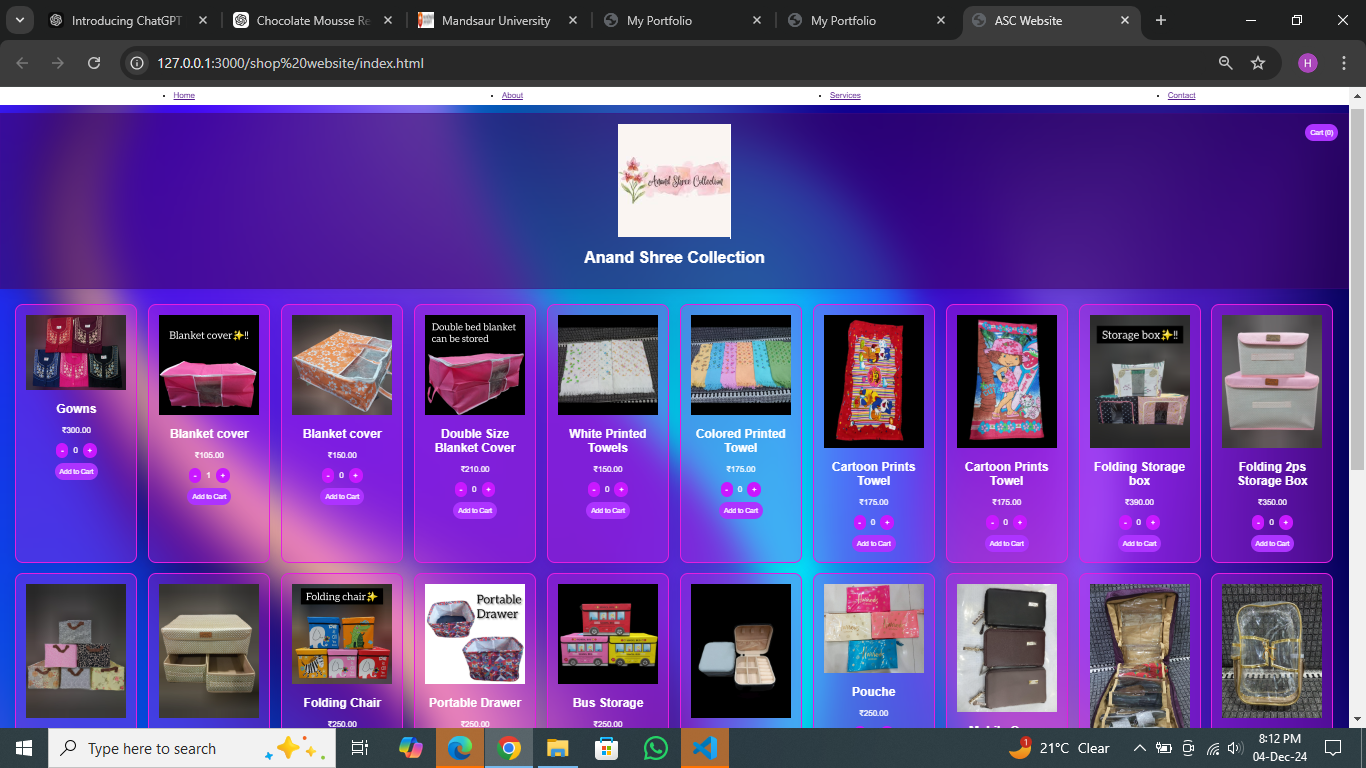 Introducing ChatGPT
Chocolate Mousse Re
Mandsaur University
My Portfolio
My Portfolio
ASC Website
127.0.0.1:3000/shop%20website/index.html
H
Home
About
Services
Contact
Cart (0)
Anand Shree Collection
Anand Shree Collection
Blanket cover✨!!
Double bed blanket
can be stored
Storage box✨!!
Gowns
₹300.00
- 0 +
Add to Cart
Blanket cover
₹105.00
- 1 +
Add to Cart
Blanket cover
₹150.00
- 0 +
Add to Cart
Double Size
Blanket Cover
₹210.00
- 0 +
Add to Cart
White Printed
Towels
₹150.00
- 0 +
Add to Cart
Colored Printed
Towel
₹175.00
- 0 +
Add to Cart
Cartoon Prints
Towel
₹175.00
- 0 +
Add to Cart
Cartoon Prints
Towel
₹175.00
- 0 +
Add to Cart
Folding Storage
box
₹390.00
- 0 +
Add to Cart
Folding 2ps
Storage Box
₹350.00
- 0 +
Add to Cart
Folding chair✨
Folding Chair
₹250.00
Portable
Drawer
Portable Drawer
₹250.00
Bus Storage
₹250.00
Pouche
₹250.00
Type here to search
1
21°C Clear
8:12 PM
04-Dec-24